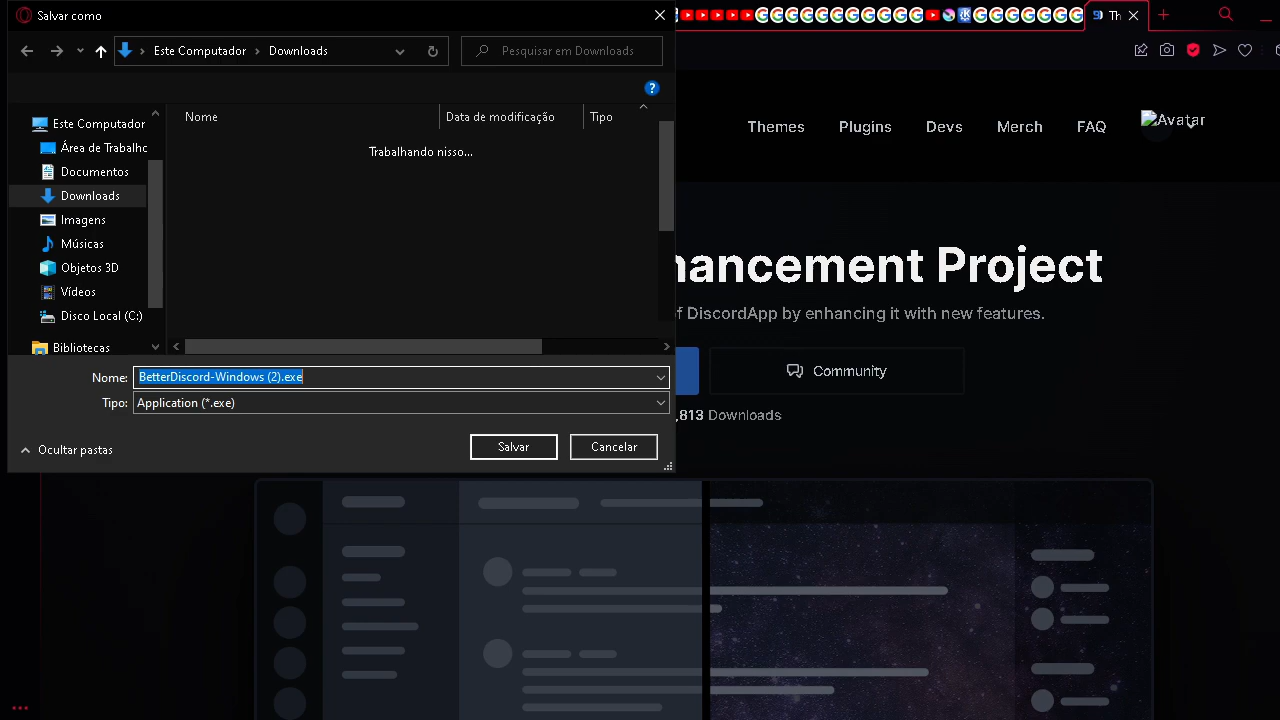 Salvar como
Th
Este Computador
Downloads
Pesquisar em Downloads
Nome
Data de modificação
Tipo
Trabalhando nisso...
Este Computador
Área de Trabalhc
Documentos
Downloads
Imagens
Músicas
Objetos 3D
Vídeos
Disco Local (C:)
Bibliotecas
Nome: BetterDiscord-Windows (2).exe
Tipo: Application (*.exe)
Ocultar pastas
Salvar
Cancelar
Themes
Plugins
Devs
Merch
FAQ
Avatar
hancement Project
of DiscordApp by enhancing it with new features.
Community
,813 Downloads